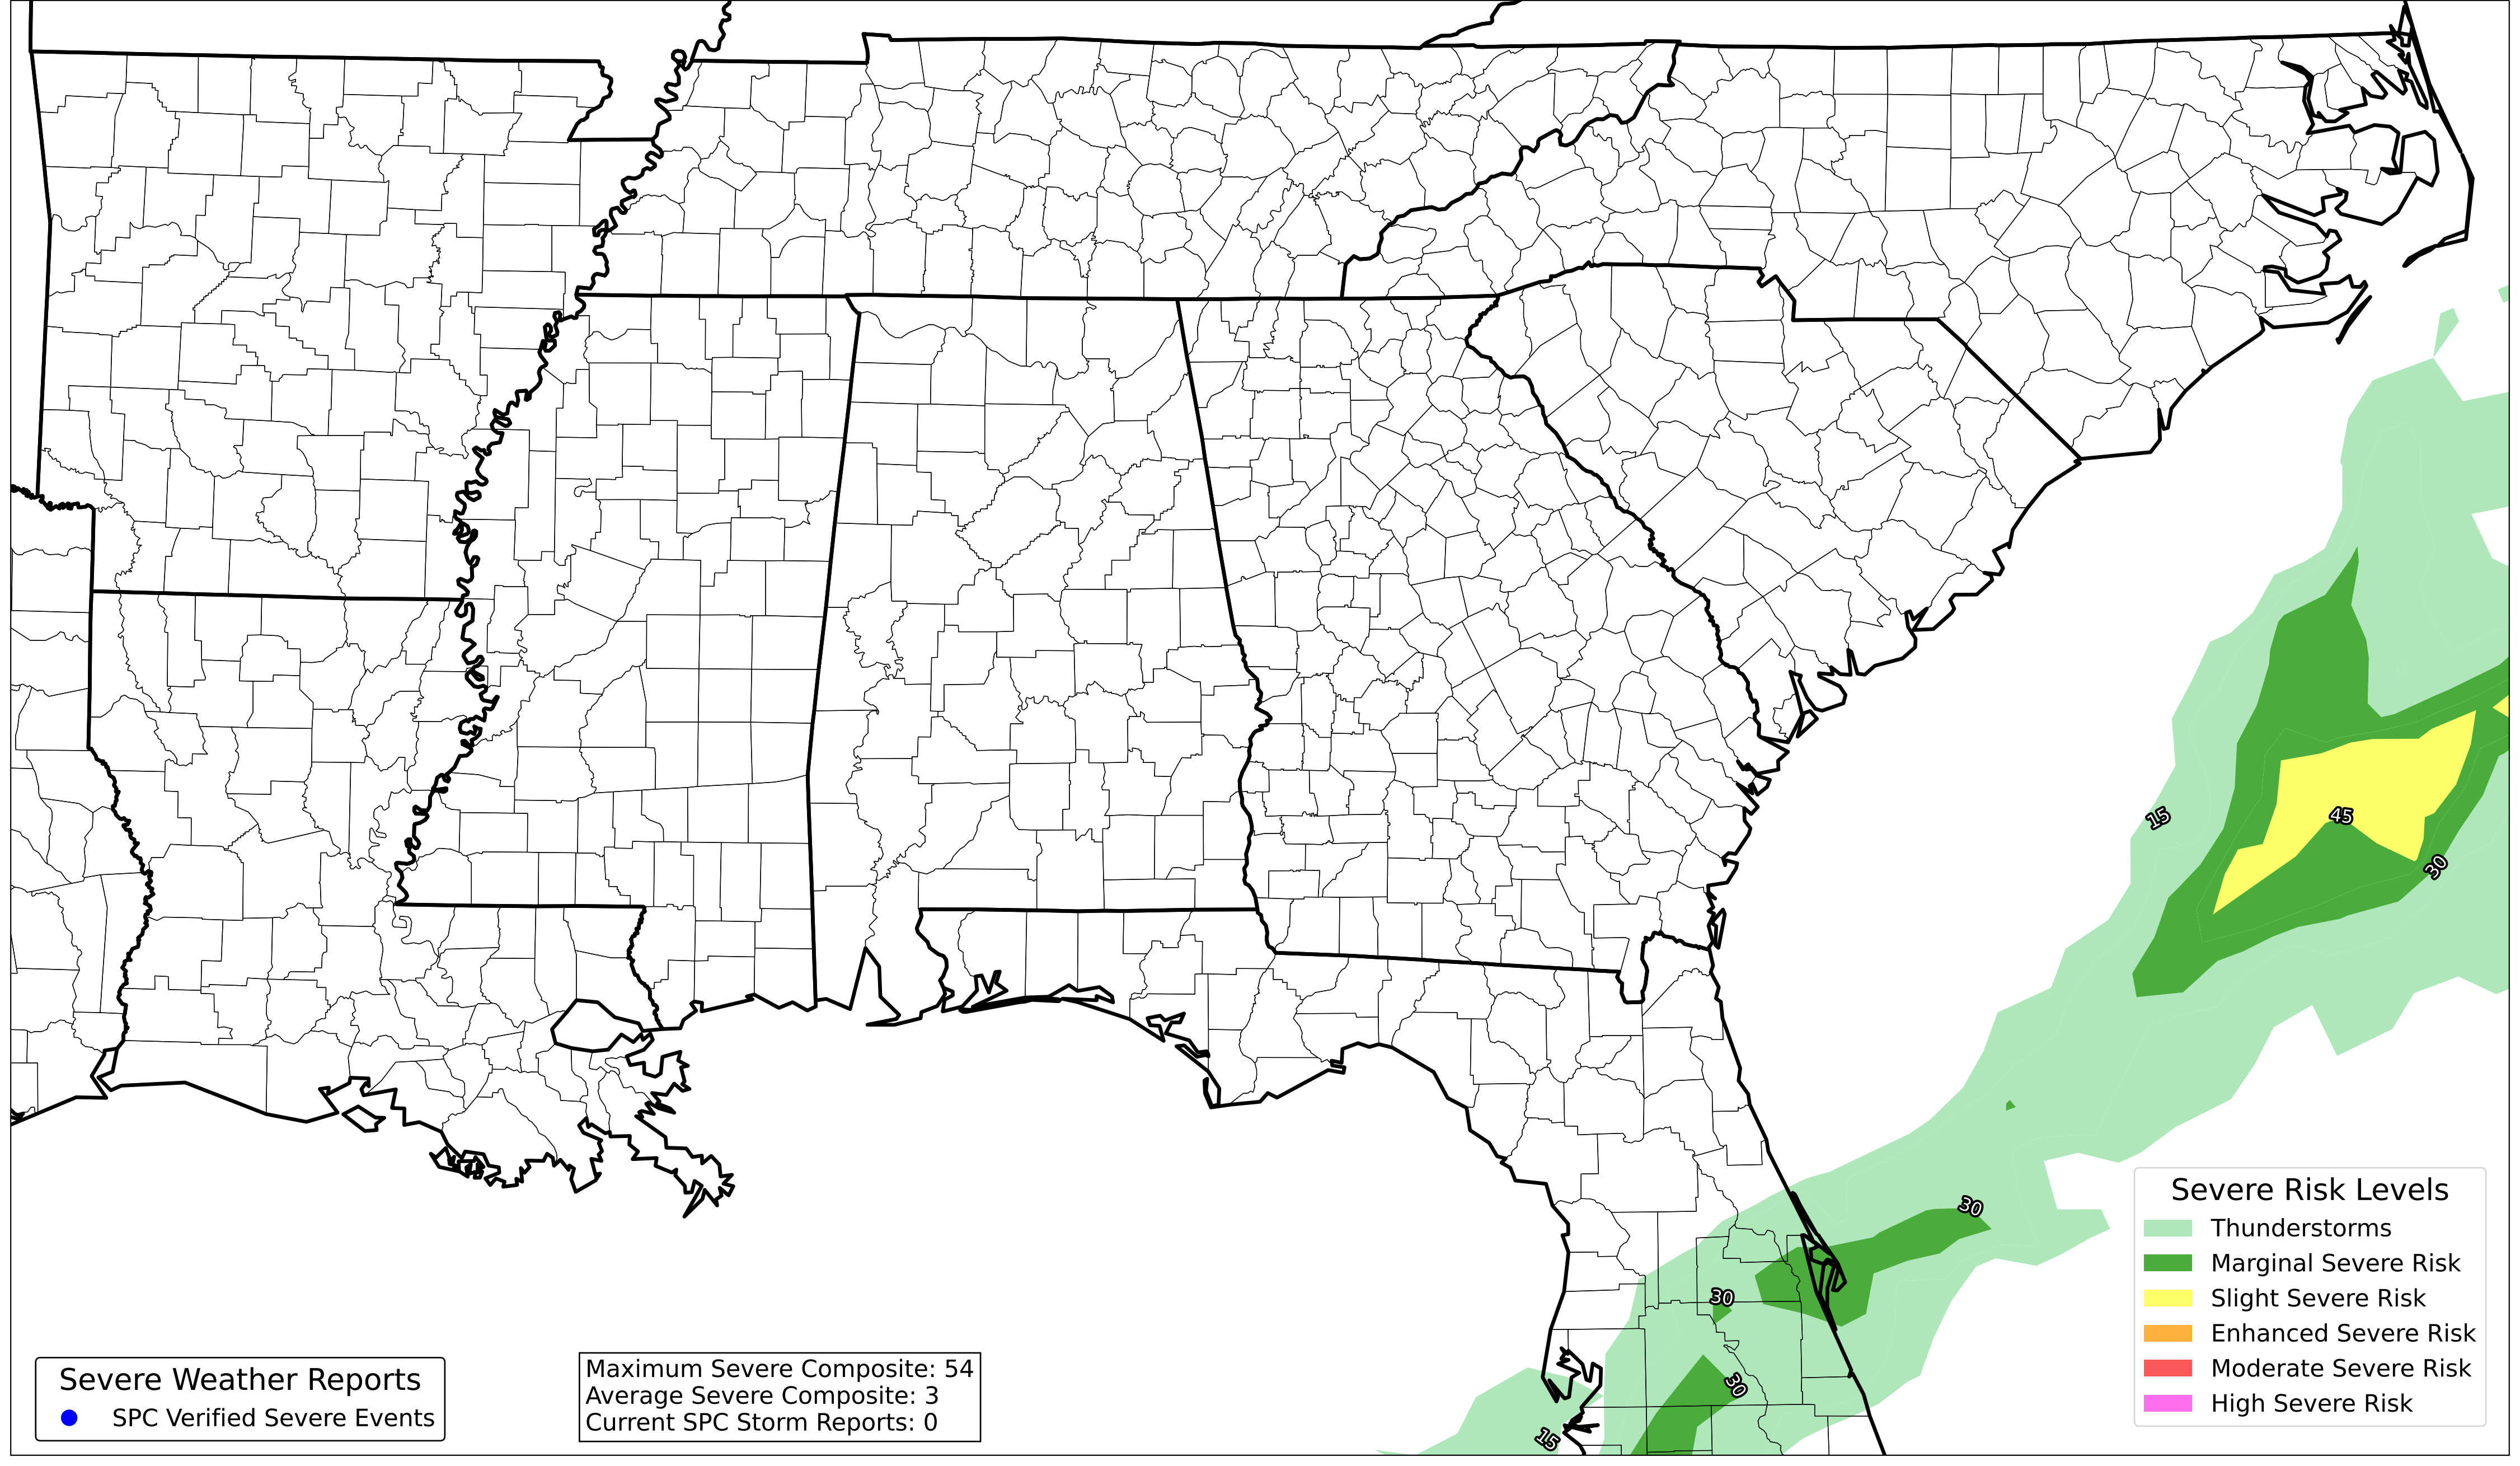 15
45
30
30
30
30
15
Severe Risk Levels
Thunderstorms
Marginal Severe Risk
Slight Severe Risk
Enhanced Severe Risk
Moderate Severe Risk
High Severe Risk
Severe Weather Reports
SPC Verified Severe Events
Maximum Severe Composite: 54
Average Severe Composite: 3
Current SPC Storm Reports: 0